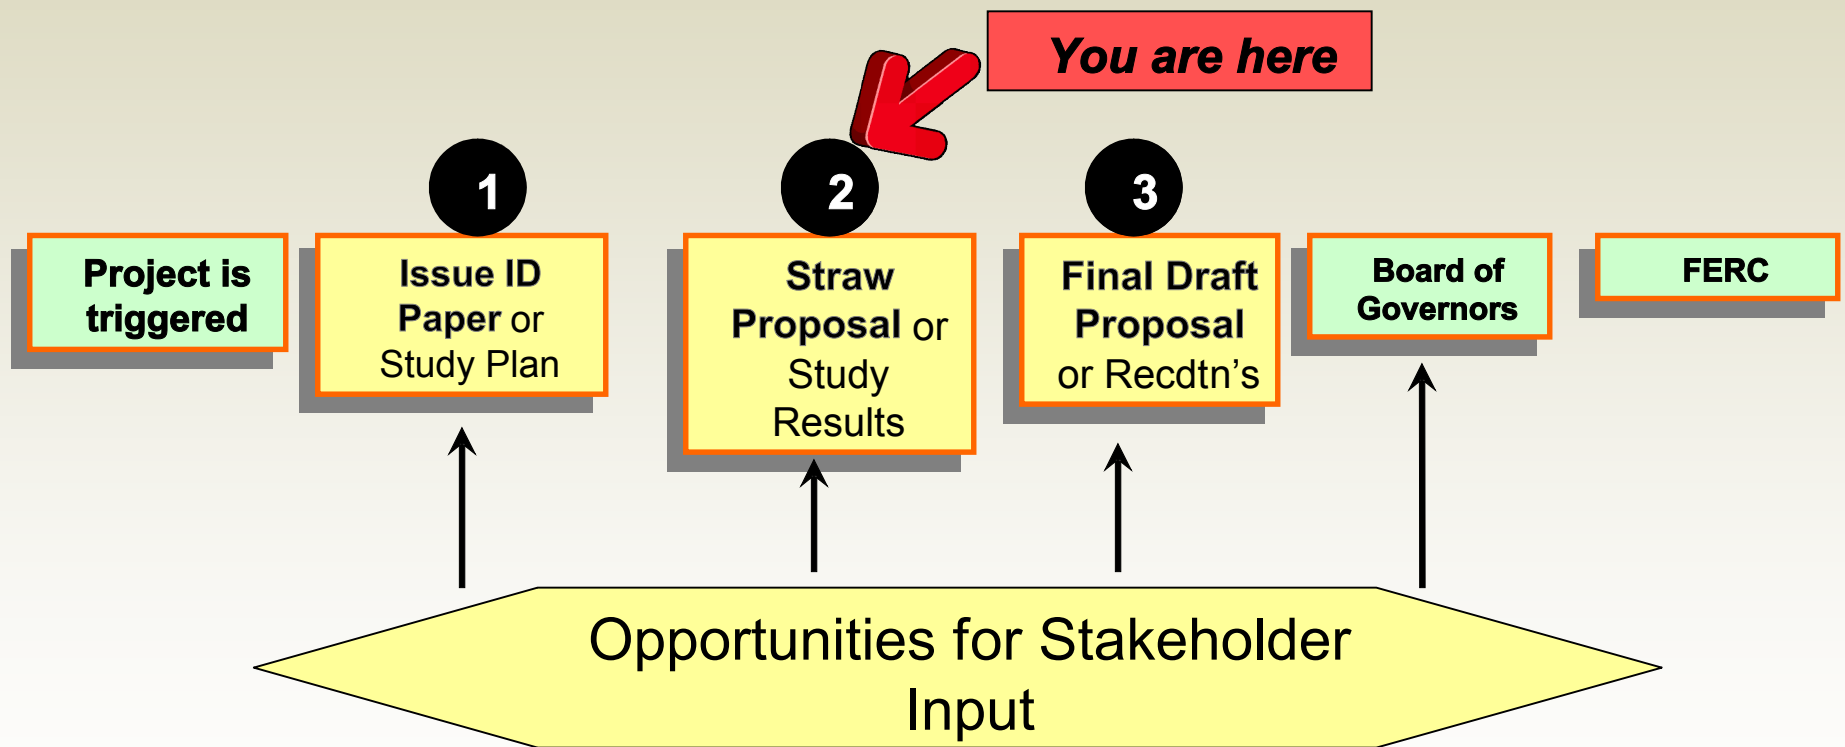 You are here
1
2
3
Project is
triggered
Issue ID
Paper or
Study Plan
Straw
Proposal or
Study
Results
Final Draft
Proposal
or Recdtn's
Board of
Governors
FERC
Opportunities for Stakeholder
Input